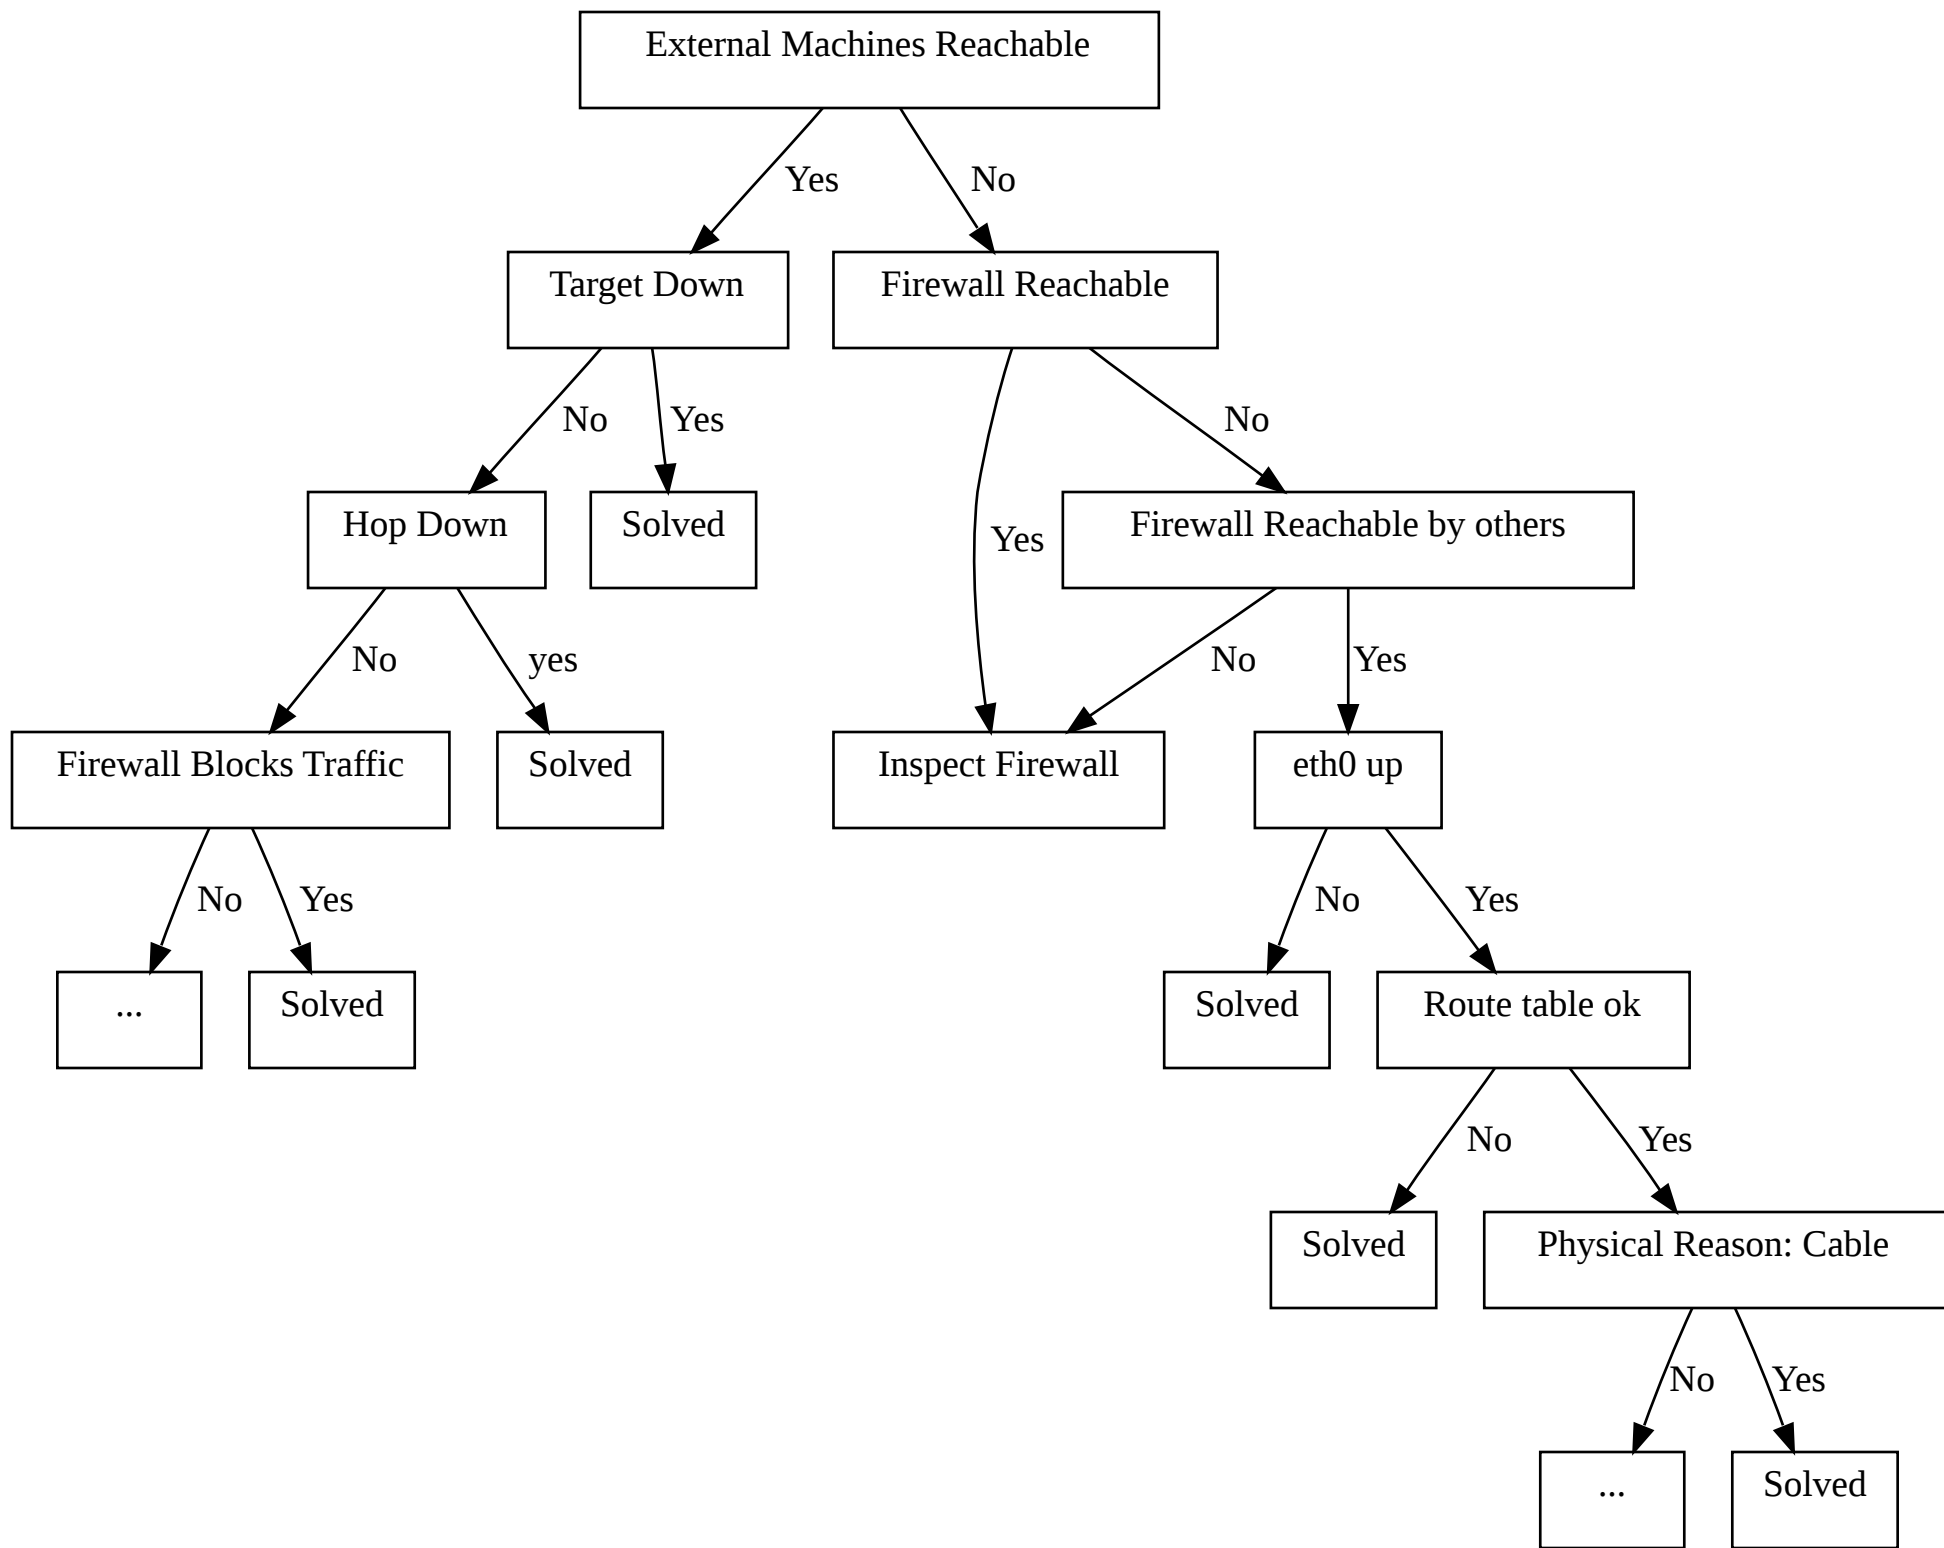 External Machines Reachable
Yes
No
Target Down
Firewall Reachable
No
Yes
No
Hop Down
Solved
Yes
Firewall Reachable by others
No
yes
No
Yes
Firewall Blocks Traffic
Solved
Inspect Firewall
eth0 up
No
Yes
No
Yes
...
Solved
Solved
Route table ok
No
Yes
Solved
Physical Reason: Cable
No
Yes
...
Solved